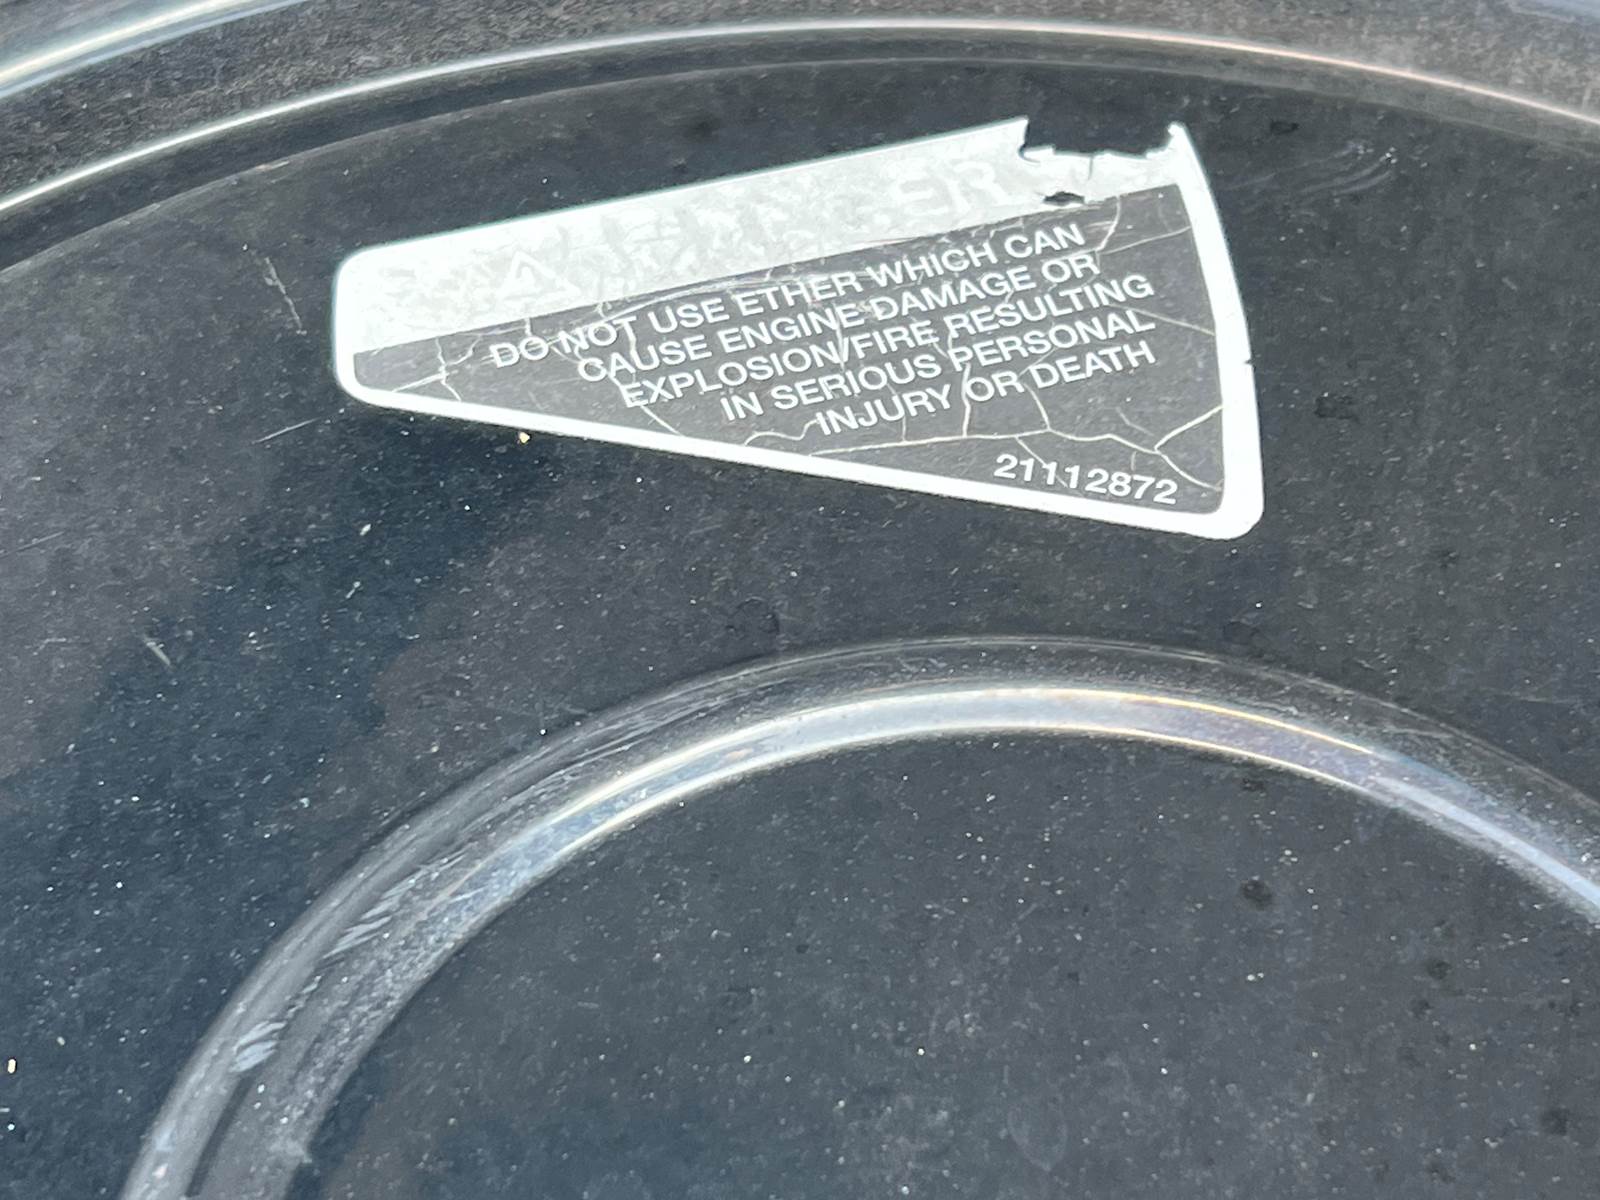 DO NOT USE ETHER WHICH CAN
CAUSE ENGINE DAMAGE OR
EXPLOSION/FIRE RESULTING
IN SERIOUS PERSONAL
INJURY OR DEATH
21112872